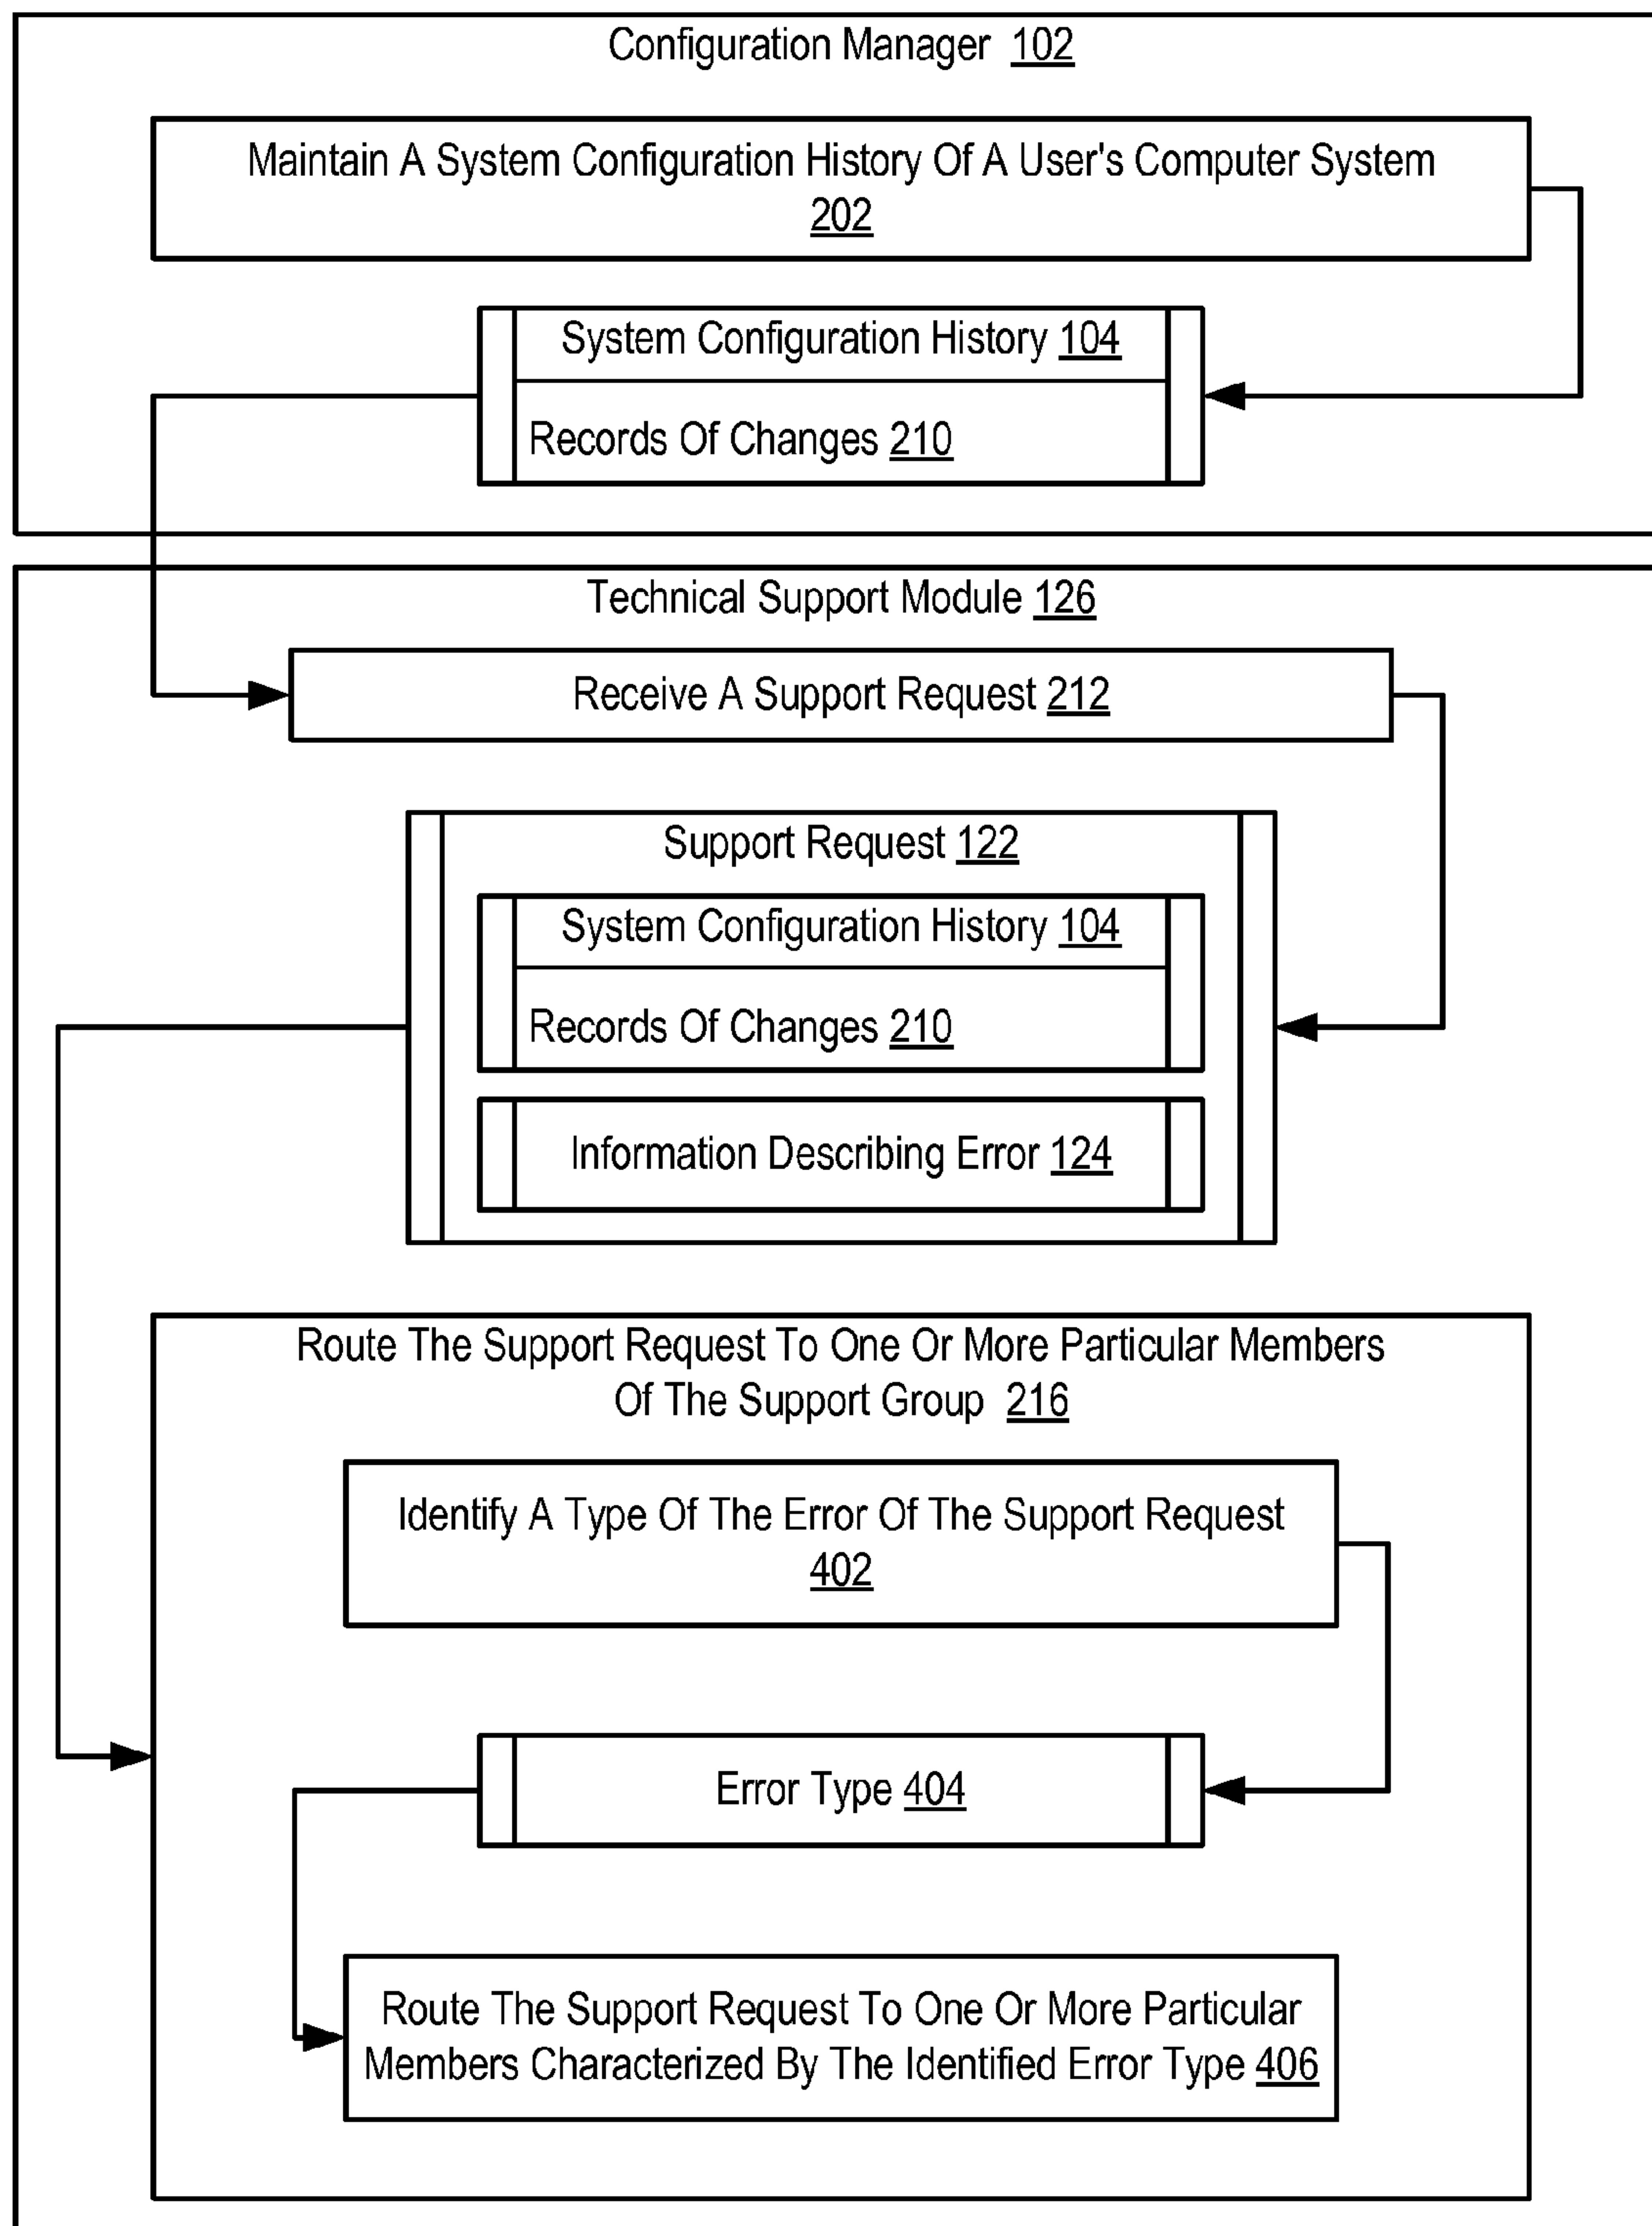 Configuration Manager 102
Maintain A System Configuration History Of A User's Computer System
202
System Configuration History 104
Records Of Changes 210
Technical Support Module 126
Receive A Support Request 212
Support Request 122
System Configuration History 104
Records Of Changes 210
Information Describing Error 124
Route The Support Request To One Or More Particular Members
Of The Support Group 216
Identify A Type Of The Error Of The Support Request
402
Error Type 404
Route The Support Request To One Or More Particular
Members Characterized By The Identified Error Type 406